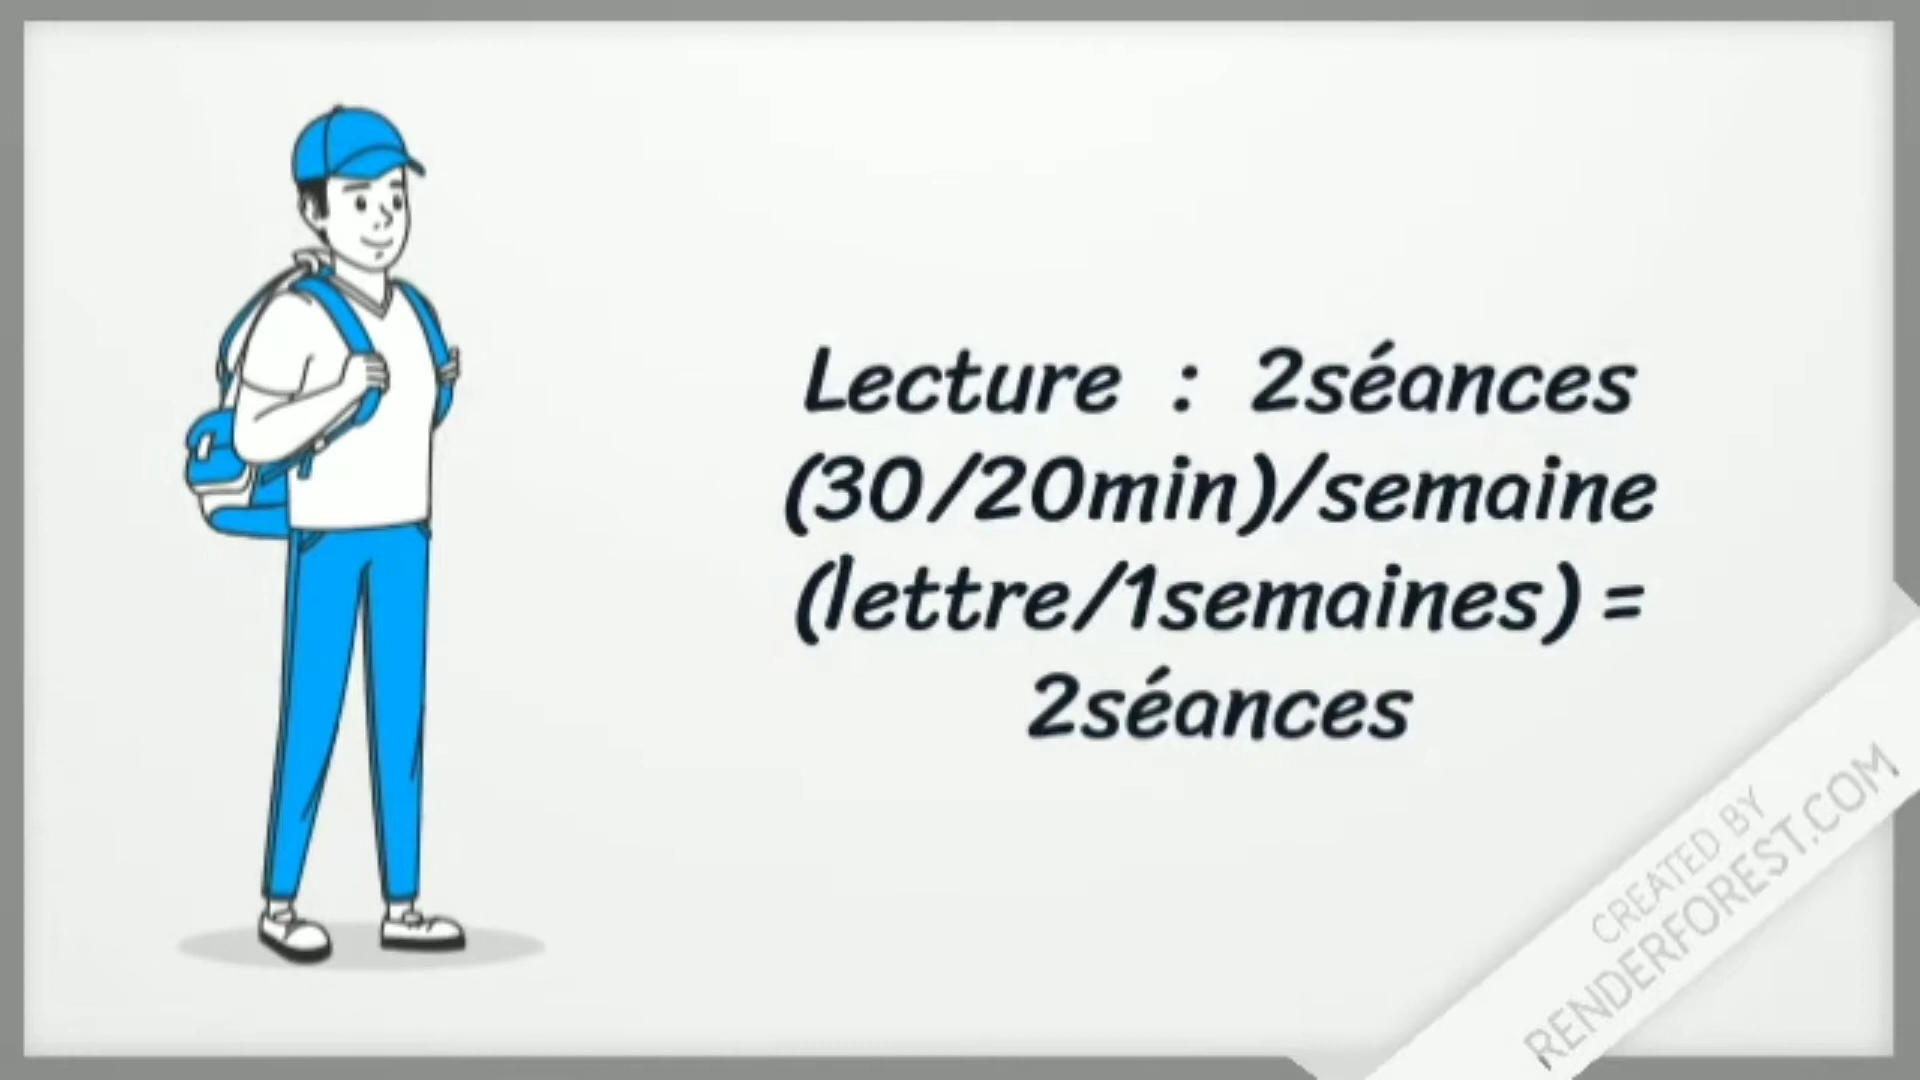 Lecture : 2séances
(30/20min)/semaine
(lettre/1semaines) =
2séances
CREATED BY
RENDERFOREST.COM